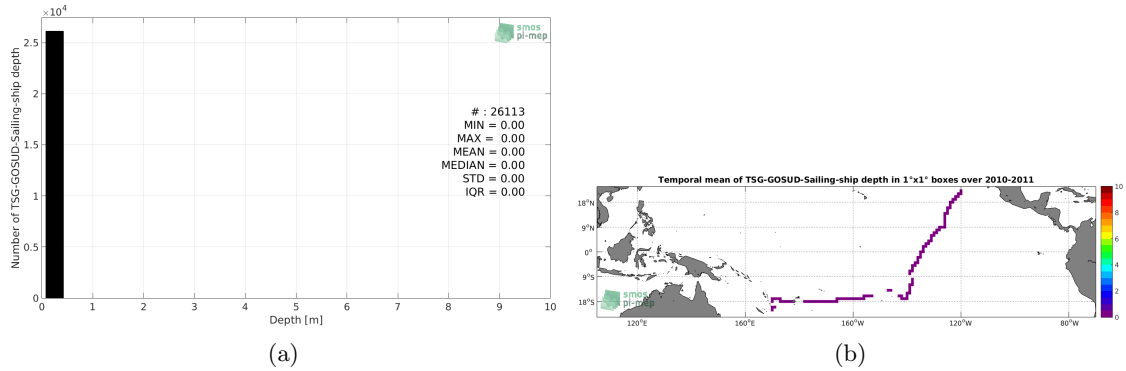 ×10⁴
smos
pi-mep
2.5
2
1.5
1
0.5
0
Number of TSG-GOSUD-Sailing-ship depth
# : 26113
MIN = 0.00
MAX = 0.00
MEAN = 0.00
MEDIAN = 0.00
STD = 0.00
IQR = 0.00
0 1 2 3 4 5 6 7 8 9 10
Depth [m]
(a)
Temporal mean of TSG-GOSUD-Sailing-ship depth in 1°x1° boxes over 2010-2011
18°N
9°N
0°
9°S
18°S
smos
pi-mep
120°E 160°E 160°W 120°W 80°W
10
8
6
4
2
0
(b)